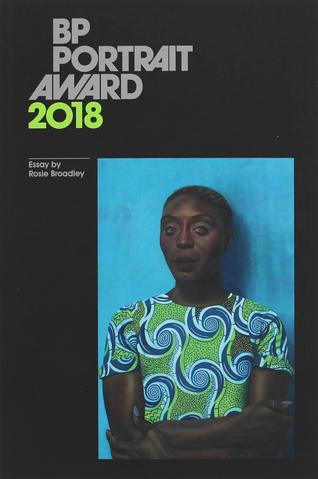 BP
PORTRAIT
AWARD
2018
Essay by
Rosie Broadley